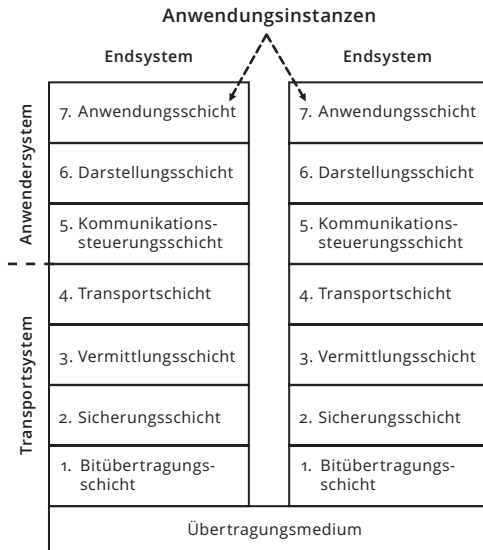 Anwendungsinstanzen
Endsystem
Endsystem
Anwendersystem
Transportsystem
7. Anwendungsschicht
6. Darstellungsschicht
5. Kommunikations-
steuerungsschicht
4. Transportschicht
3. Vermittlungsschicht
2. Sicherungsschicht
1. Bitübertragungs-
schicht
7. Anwendungsschicht
6. Darstellungsschicht
5. Kommunikations-
steuerungsschicht
4. Transportschicht
3. Vermittlungsschicht
2. Sicherungsschicht
1. Bitübertragungs-
schicht
Übertragungsmedium